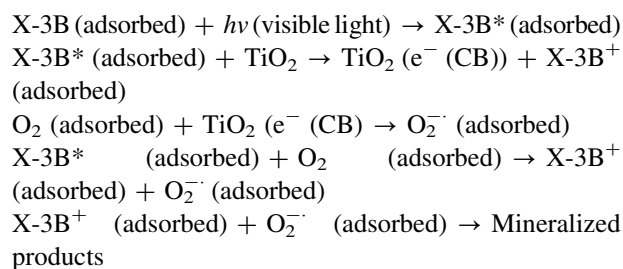 X-3B (adsorbed) + hν (visible light) → X-3B* (adsorbed)
X-3B* (adsorbed) + TiO₂ → TiO₂ (e⁻ (CB)) + X-3B⁺
(adsorbed)
O₂ (adsorbed) + TiO₂ (e⁻ (CB) → O₂⁻· (adsorbed)
X-3B* (adsorbed) + O₂ (adsorbed) → X-3B⁺
(adsorbed) + O₂⁻· (adsorbed)
X-3B⁺ (adsorbed) + O₂⁻· (adsorbed) → Mineralized
products